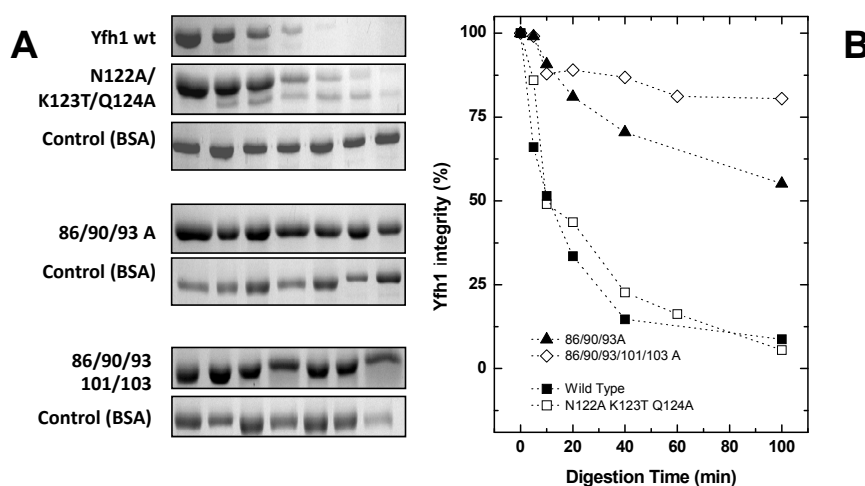 A
B
Yfh1 wt
N122A/
K123T/Q124A
Control (BSA)
86/90/93 A
Control (BSA)
86/90/93
101/103
Control (BSA)
Yfh1 integrity (%)
100
75
50
25
0
86/90/93A
86/90/93/101/103 A
Wild Type
N122A K123T Q124A
0 20 40 60 80 100
Digestion Time (min)